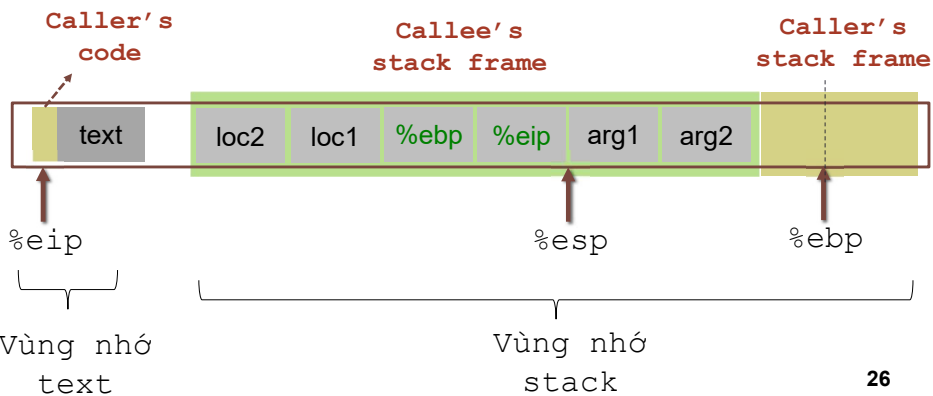 Caller's
code
Callee's
stack frame
Caller's
stack frame
text
loc2
loc1
%ebp
%eip
arg1
arg2
%eip
%esp
%ebp
Vùng nhớ
text
Vùng nhớ
stack
26